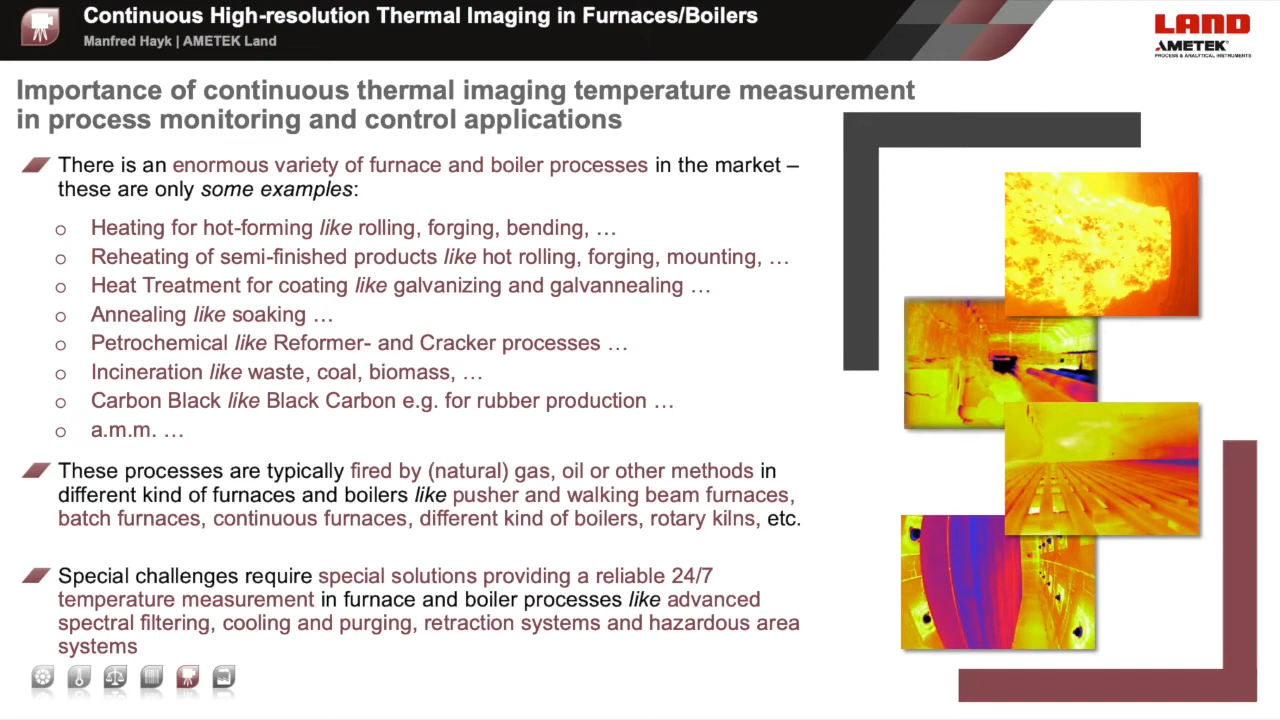 Continuous High-resolution Thermal Imaging in Furnaces/Boilers
Manfred Hayk | AMETEK Land
LAND
AMETEK®
PROCESS & ANALYTICAL INSTRUMENTS
Importance of continuous thermal imaging temperature measurement
in process monitoring and control applications
There is an enormous variety of furnace and boiler processes in the market –
these are only some examples:
o Heating for hot-forming like rolling, forging, bending, …
o Reheating of semi-finished products like hot rolling, forging, mounting, …
o Heat Treatment for coating like galvanizing and galvannealing …
o Annealing like soaking …
o Petrochemical like Reformer- and Cracker processes …
o Incineration like waste, coal, biomass, …
o Carbon Black like Black Carbon e.g. for rubber production …
o a.m.m. …
These processes are typically fired by (natural) gas, oil or other methods in
different kind of furnaces and boilers like pusher and walking beam furnaces,
batch furnaces, continuous furnaces, different kind of boilers, rotary kilns, etc.
Special challenges require special solutions providing a reliable 24/7
temperature measurement in furnace and boiler processes like advanced
spectral filtering, cooling and purging, retraction systems and hazardous area
systems